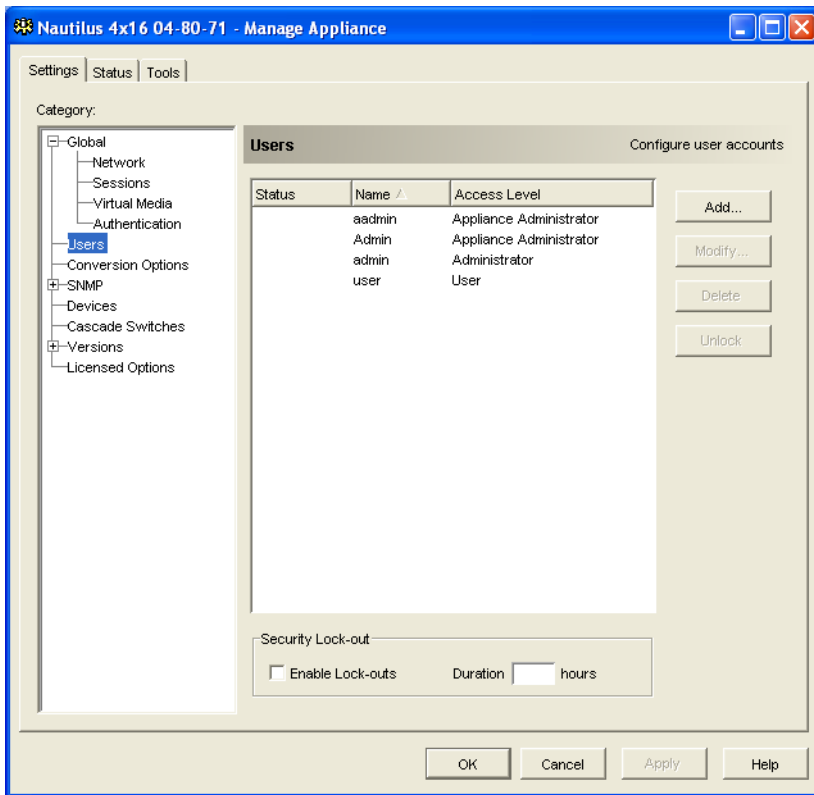 Nautilus 4x16 04-80-71 - Manage Appliance
Settings Status Tools
Category:
Global
Network
Sessions
Virtual Media
Authentication
Users
Conversion Options
SNMP
Devices
Cascade Switches
Versions
Licensed Options
Users Configure user accounts
Status Name Access Level
aadmin Appliance Administrator
Admin Appliance Administrator
admin Administrator
user User
Add...
Modify...
Delete
Unlock
Security Lock-out
Enable Lock-outs Duration hours
OK Cancel Apply Help